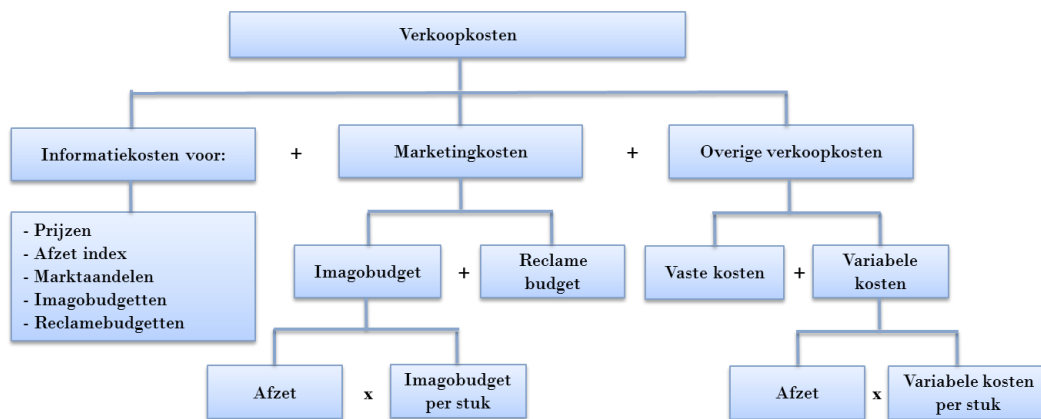 Verkoopkosten
Informatiekosten voor:
+
Marketingkosten
+
Overige verkoopkosten
- Prijzen
- Afzet index
- Marktaandelen
- Imagobudgetten
- Reclamebudgetten
Imagobudget
+
Reclame
budget
Vaste kosten
+
Variabele
kosten
Afzet
x
Imagobudget
per stuk
Afzet
x
Variabele kosten
per stuk